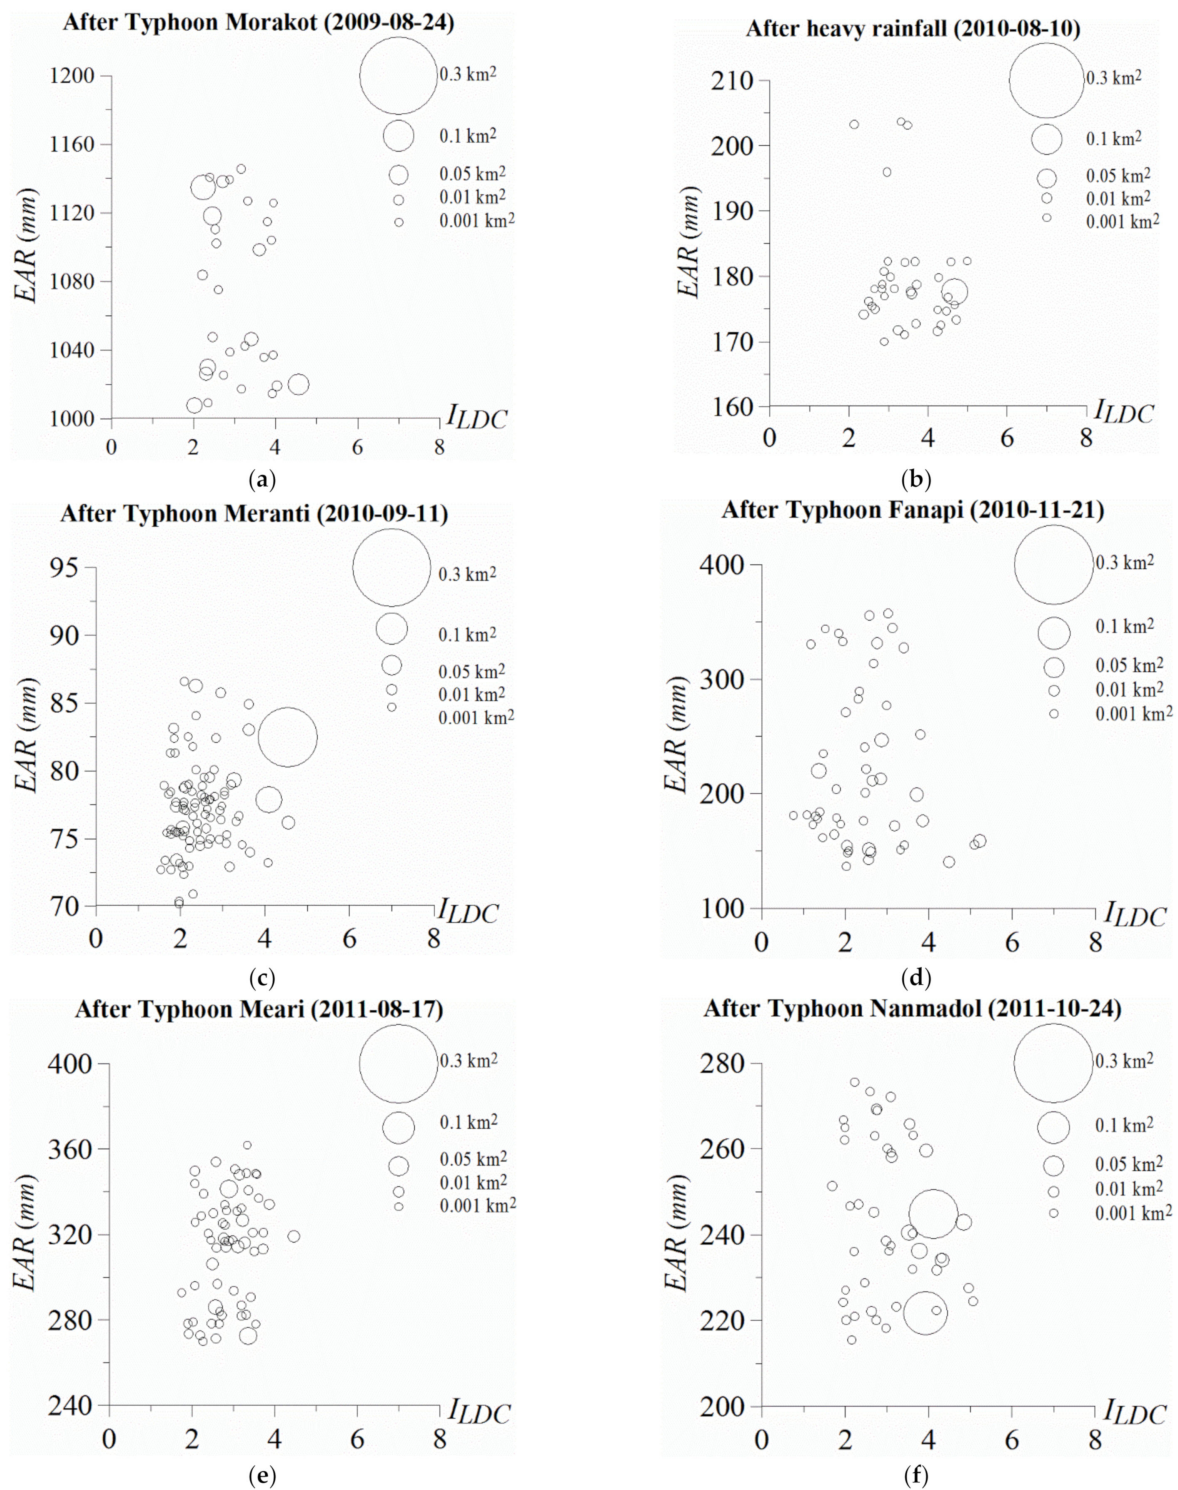 After Typhoon Morakot (2009-08-24)
1200
1160
1120
1080
1040
1000
EAR (mm)
0 2 4 6 8
I_LDC
0.3 km²
0.1 km²
0.05 km²
0.01 km²
0.001 km²
(a)
After heavy rainfall (2010-08-10)
210
200
190
180
170
160
EAR (mm)
0 2 4 6 8
I_LDC
0.3 km²
0.1 km²
0.05 km²
0.01 km²
0.001 km²
(b)
After Typhoon Meranti (2010-09-11)
95
90
85
80
75
70
EAR (mm)
0 2 4 6 8
I_LDC
0.3 km²
0.1 km²
0.05 km²
0.01 km²
0.001 km²
(c)
After Typhoon Fanapi (2010-11-21)
400
300
200
100
EAR (mm)
0 2 4 6 8
I_LDC
0.3 km²
0.1 km²
0.05 km²
0.01 km²
0.001 km²
(d)
After Typhoon Meari (2011-08-17)
400
360
320
280
240
EAR (mm)
0 2 4 6 8
I_LDC
0.3 km²
0.1 km²
0.05 km²
0.01 km²
0.001 km²
(e)
After Typhoon Nanmadol (2011-10-24)
280
260
240
220
200
EAR (mm)
0 2 4 6 8
I_LDC
0.3 km²
0.1 km²
0.05 km²
0.01 km²
0.001 km²
(f)